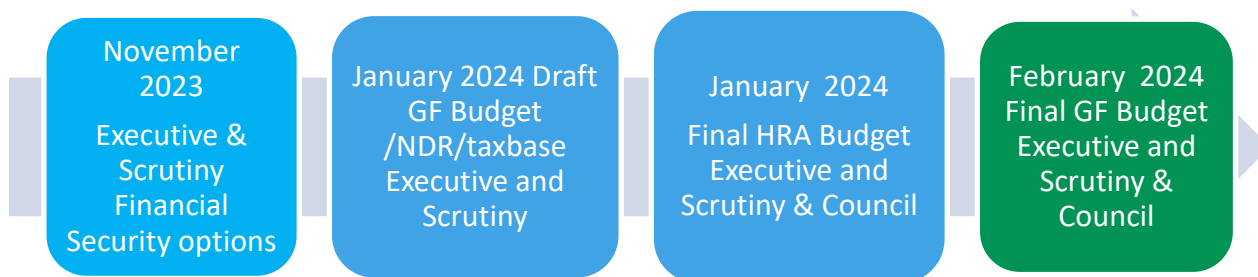 November
2023
Executive &
Scrutiny
Financial
Security options
January 2024 Draft
GF Budget
/NDR/taxbase
Executive and
Scrutiny
January  2024
Final HRA Budget
Executive and
Scrutiny & Council
February  2024
Final GF Budget
Executive and
Scrutiny &
Council